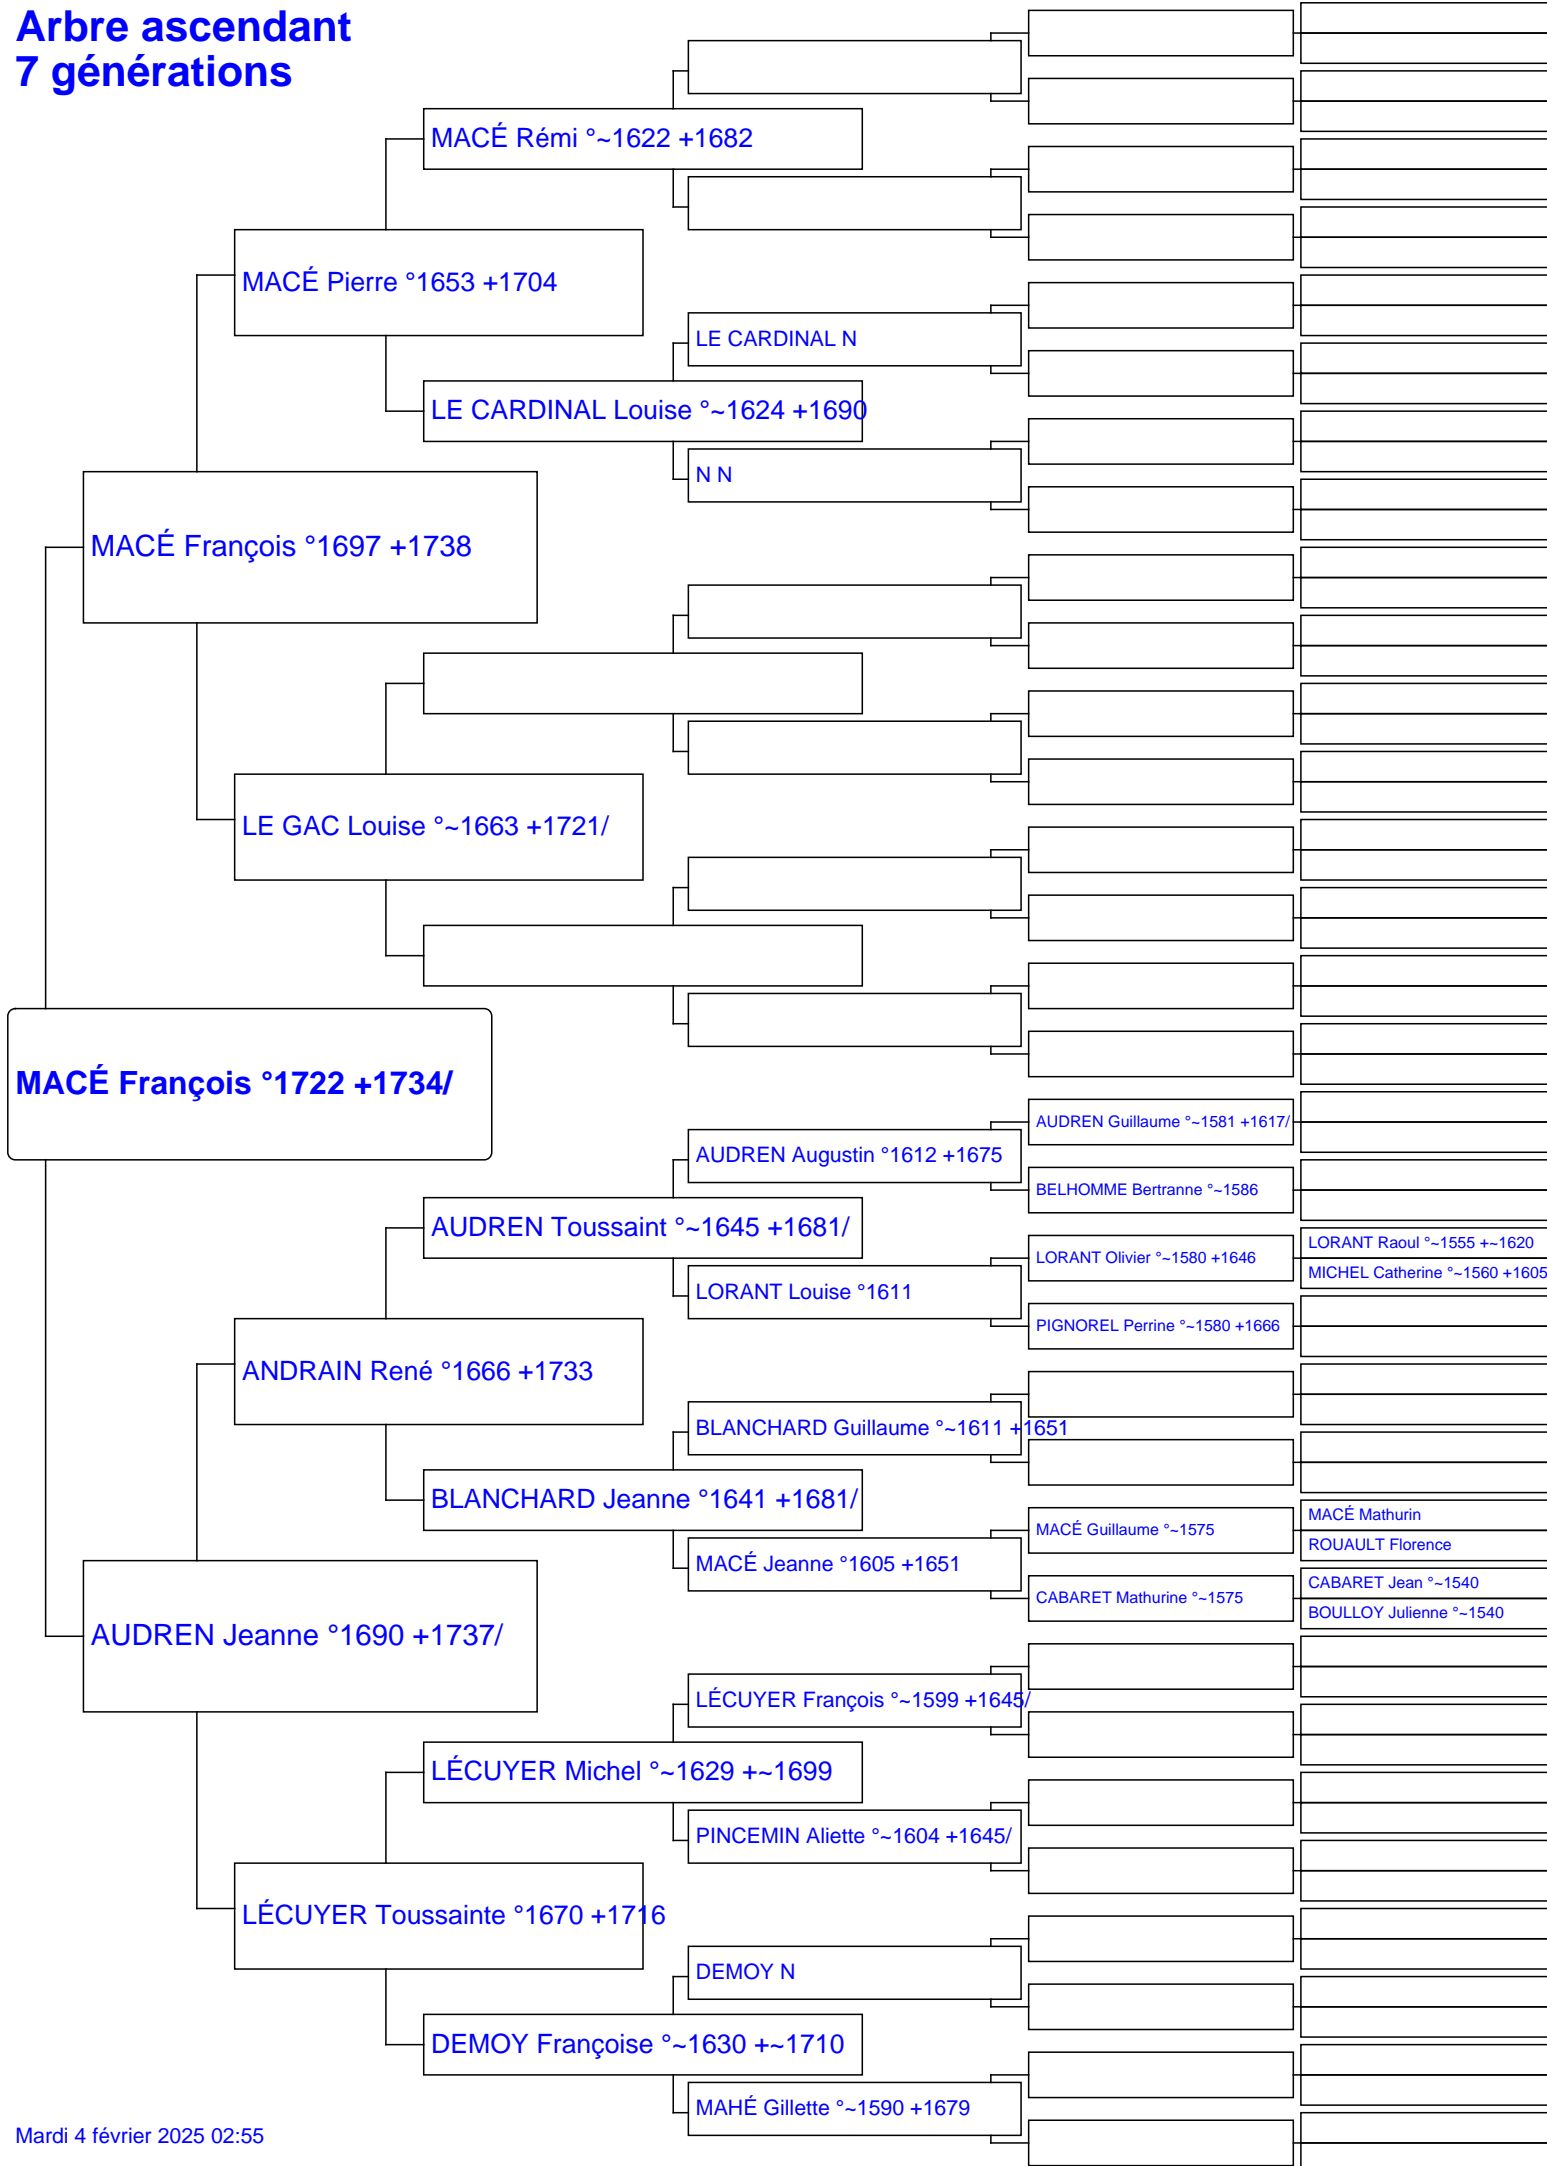 Arbre ascendant
7 générations
MACÉ Rémi °~1622 +1682
MACÉ Pierre °1653 +1704
LE CARDINAL N
LE CARDINAL Louise °~1624 +1690
N N
MACÉ François °1697 +1738
LE GAC Louise °~1663 +1721/
MACÉ François °1722 +1734/
AUDREN Guillaume °~1581 +1617/
AUDREN Augustin °1612 +1675
BELHOMME Bertranne °~1586
AUDREN Toussaint °~1645 +1681/
LORANT Raoul °~1555 +~1620
LORANT Olivier °~1580 +1646
MICHEL Catherine °~1560 +1605
LORANT Louise °1611
PIGNOREL Perrine °~1580 +1666
ANDRAIN René °1666 +1733
BLANCHARD Guillaume °~1611 +1651
BLANCHARD Jeanne °1641 +1681/
MACÉ Mathurin
MACÉ Guillaume °~1575
ROUAULT Florence
MACÉ Jeanne °1605 +1651
CABARET Jean °~1540
CABARET Mathurine °~1575
BOULLOY Julienne °~1540
AUDREN Jeanne °1690 +1737/
LÉCUYER François °~1599 +1645/
LÉCUYER Michel °~1629 +~1699
PINCEMIN Aliette °~1604 +1645/
LÉCUYER Toussainte °1670 +1716
DEMOY N
DEMOY Françoise °~1630 +~1710
MAHÉ Gillette °~1590 +1679
Mardi 4 février 2025 02:55